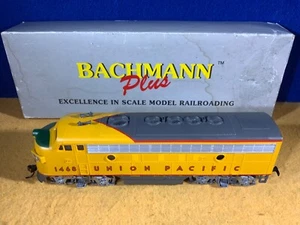 BACHMANN
Plus
EXCELLENCE IN SCALE MODEL RAILROADING
1468 UNION PACIFIC